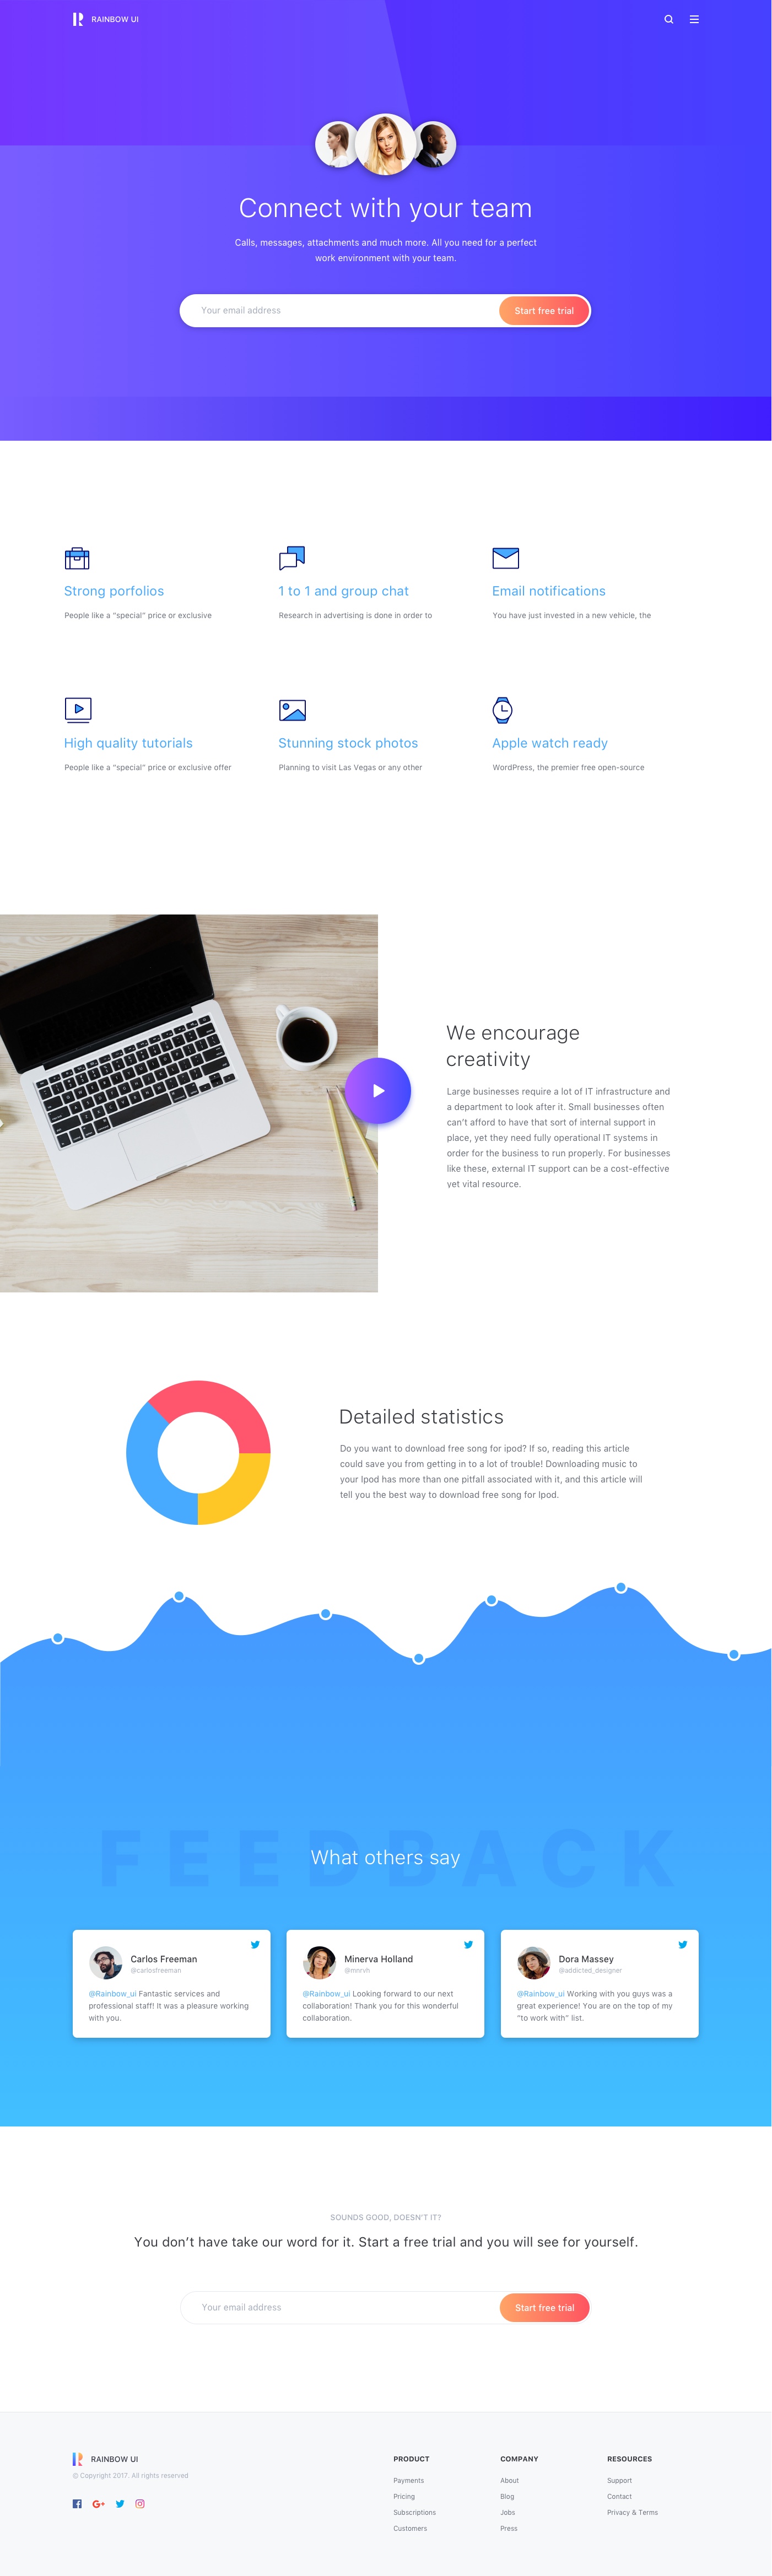 RAINBOW UI
Connect with your team
Calls, messages, attachments and much more. All you need for a perfect
work environment with your team.
Your email address
Start free trial
Strong porfolios
1 to 1 and group chat
Email notifications
People like a “special” price or exclusive
Research in advertising is done in order to
You have just invested in a new vehicle, the
High quality tutorials
Stunning stock photos
Apple watch ready
People like a “special” price or exclusive offer
Planning to visit Las Vegas or any other
WordPress, the premier free open-source
We encourage
creativity
Large businesses require a lot of IT infrastructure and
a department to look after it. Small businesses often
can’t afford to have that sort of internal support in
place, yet they need fully operational IT systems in
order for the business to run properly. For businesses
like these, external IT support can be a cost-effective
yet vital resource.
Detailed statistics
Do you want to download free song for ipod? If so, reading this article
could save you from getting in to a lot of trouble! Downloading music to
your Ipod has more than one pitfall associated with it, and this article will
tell you the best way to download free song for Ipod.
FEEDBACK
What others say
Carlos Freeman
@carlosfreeman
@Rainbow_ui Fantastic services and
professional staff! It was a pleasure working
with you.
Minerva Holland
@mnrvh
@Rainbow_ui Looking forward to our next
collaboration! Thank you for this wonderful
collaboration.
Dora Massey
@addicted_designer
@Rainbow_ui Working with you guys was a
great experience! You are on the top of my
“to work with” list.
SOUNDS GOOD, DOESN’T IT?
You don’t have take our word for it. Start a free trial and you will see for yourself.
Your email address
Start free trial
RAINBOW UI
© Copyright 2017. All rights reserved
PRODUCT
Payments
Pricing
Subscriptions
Customers
COMPANY
About
Blog
Jobs
Press
RESOURCES
Support
Contact
Privacy & Terms